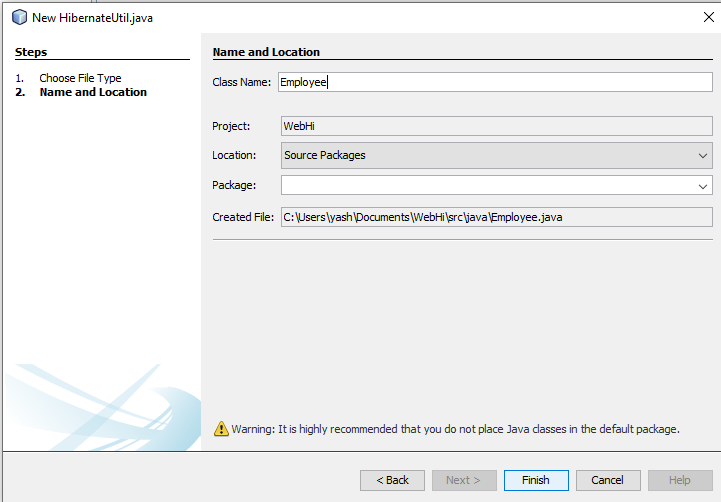 New HibernateUtil.java
Steps
1. Choose File Type
2. Name and Location
Name and Location
Class Name: Employee
Project: WebHi
Location: Source Packages
Package:
Created File: C:\Users\yash\Documents\WebHi\src\java\Employee.java
Warning: It is highly recommended that you do not place Java classes in the default package.
< Back Next > Finish Cancel Help